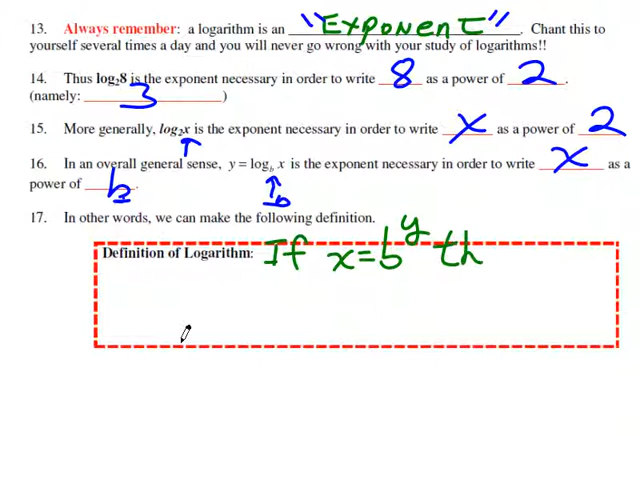 13. Always remember: a logarithm is an "Exponent". Chant this to
yourself several times a day and you will never go wrong with your study of logarithms!!
14. Thus log₂8 is the exponent necessary in order to write 8 as a power of 2.
(namely: 3)
15. More generally, log₂x is the exponent necessary in order to write x as a power of 2
16. In an overall general sense, y = log_b x is the exponent necessary in order to write x as a
power of b.
b
17. In other words, we can make the following definition.
Definition of Logarithm: If x = b^y th